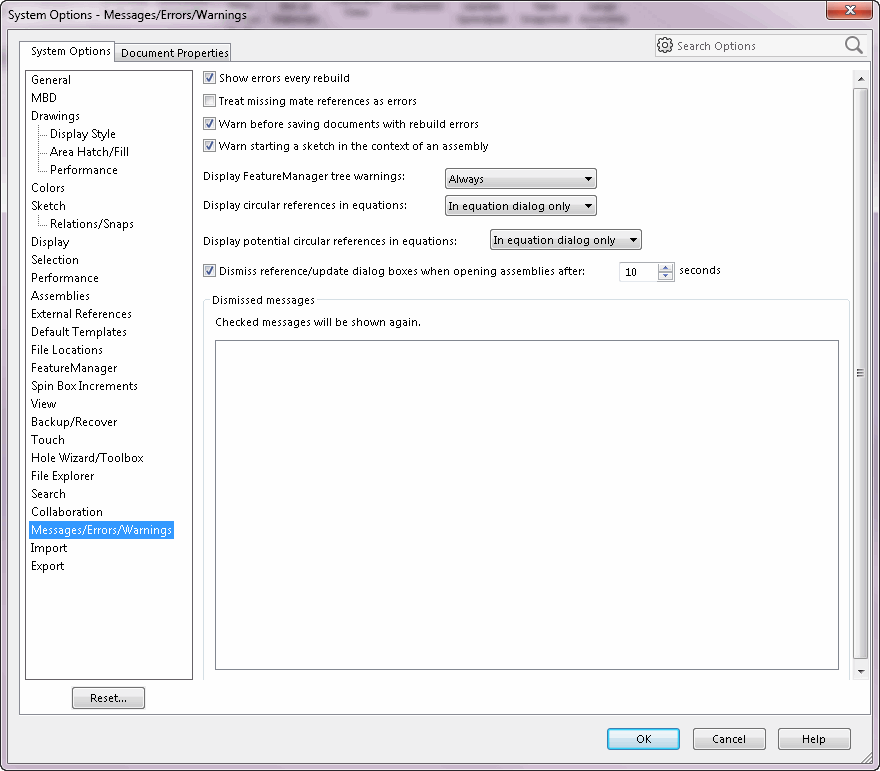 System Options - Messages/Errors/Warnings
System Options
Document Properties
Search Options
General
MBD
Drawings
Display Style
Area Hatch/Fill
Performance
Colors
Sketch
Relations/Snaps
Display
Selection
Performance
Assemblies
External References
Default Templates
File Locations
FeatureManager
Spin Box Increments
View
Backup/Recover
Touch
Hole Wizard/Toolbox
File Explorer
Search
Collaboration
Messages/Errors/Warnings
Import
Export
Reset...
Show errors every rebuild
Treat missing mate references as errors
Warn before saving documents with rebuild errors
Warn starting a sketch in the context of an assembly
Display FeatureManager tree warnings: Always
Display circular references in equations: In equation dialog only
Display potential circular references in equations: In equation dialog only
Dismiss reference/update dialog boxes when opening assemblies after: 10 seconds
Dismissed messages
Checked messages will be shown again.
OK Cancel Help